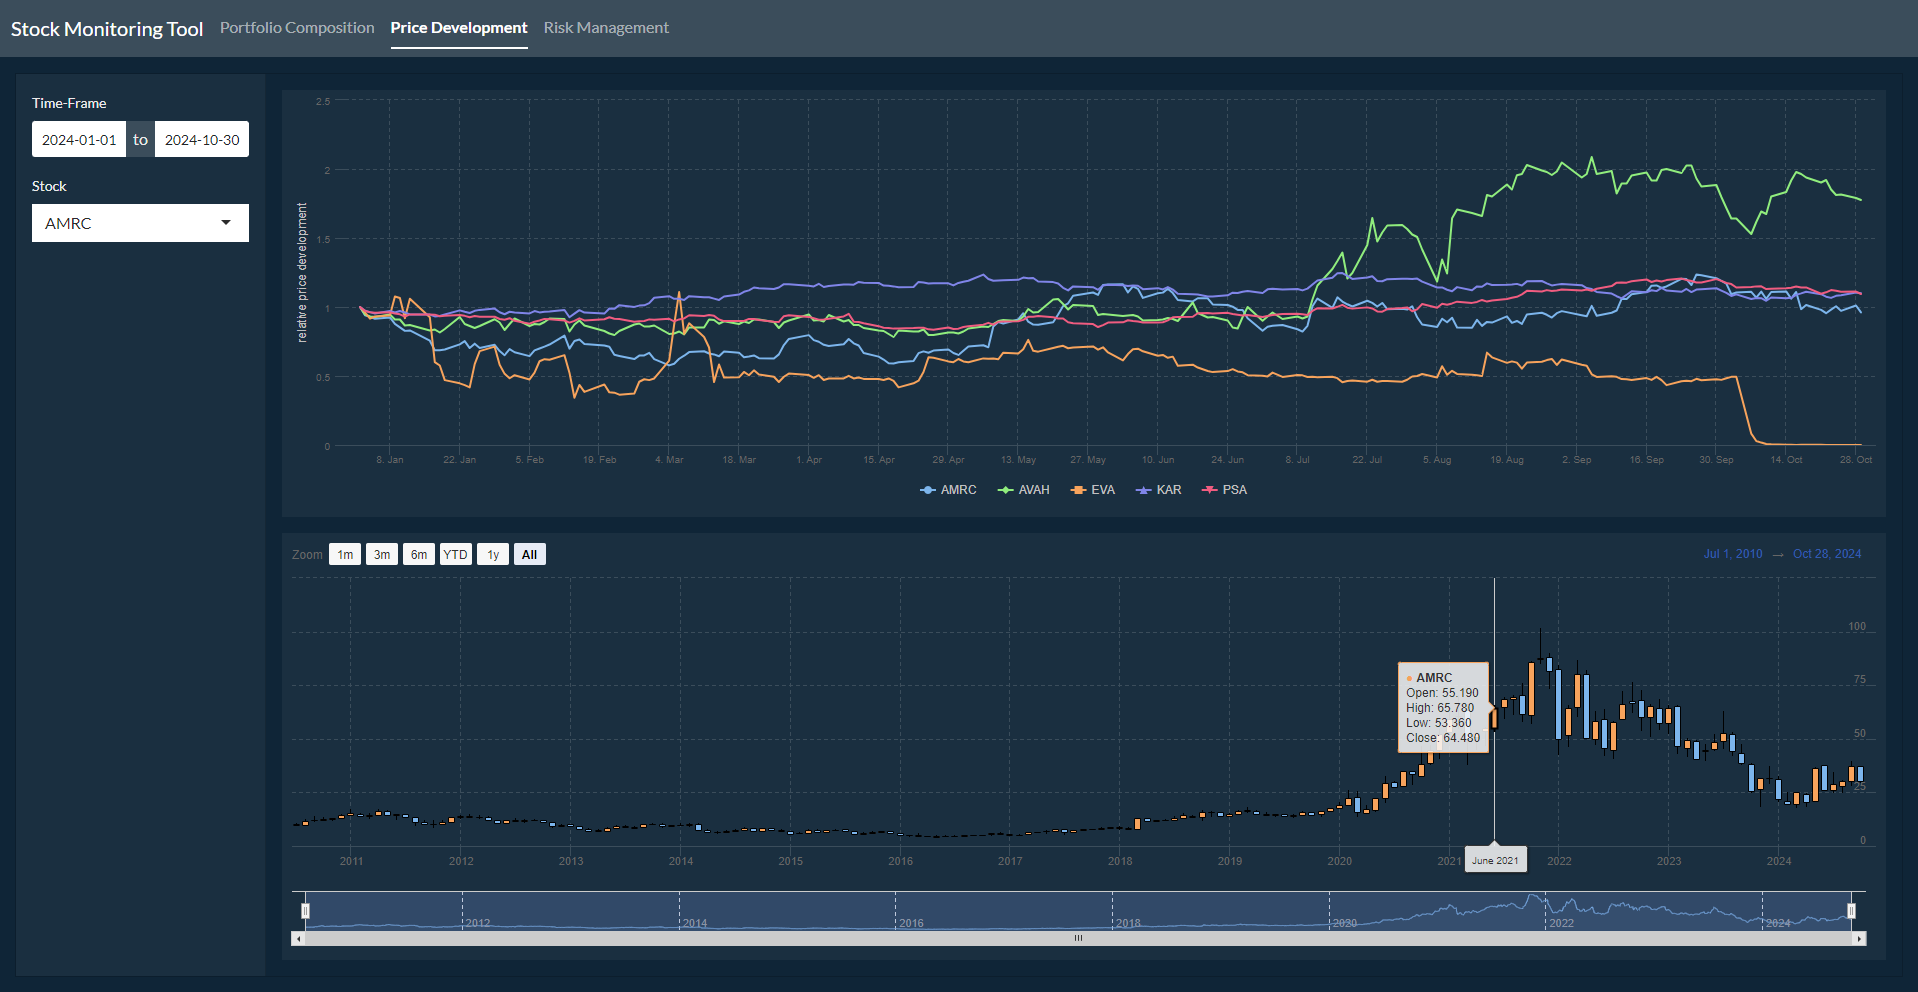 Stock Monitoring Tool Portfolio Composition Price Development Risk Management
Time-Frame
2024-01-01 to 2024-10-30
Stock
AMRC
2.5
2
1.5
1
0.5
0
relative price development
8. Jan 22. Jan 5. Feb 19. Feb 4. Mar 18. Mar 1. Apr 15. Apr 29. Apr 13. May 27. May 10. Jun 24. Jun 8. Jul 22. Jul 5. Aug 19. Aug 2. Sep 16. Sep 30. Sep 14. Oct 28. Oct
AMRC AVAH EVA KAR PSA
Zoom 1m 3m 6m YTD 1y All Jul 1, 2010 → Oct 28, 2024
100
75
50
25
0
AMRC
Open: 55.190
High: 65.780
Low: 53.360
Close: 64.480
2011 2012 2013 2014 2015 2016 2017 2018 2019 2020 2021 June 2021 2022 2023 2024
2012 2014 2016 2018 2020 2022 2024